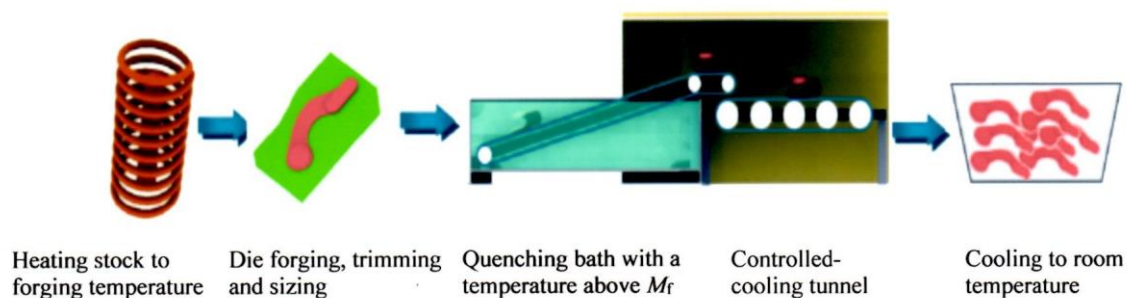 Heating stock to
forging temperature
Die forging, trimming
and sizing
Quenching bath with a
temperature above Mf
Controlled-
cooling tunnel
Cooling to room
temperature